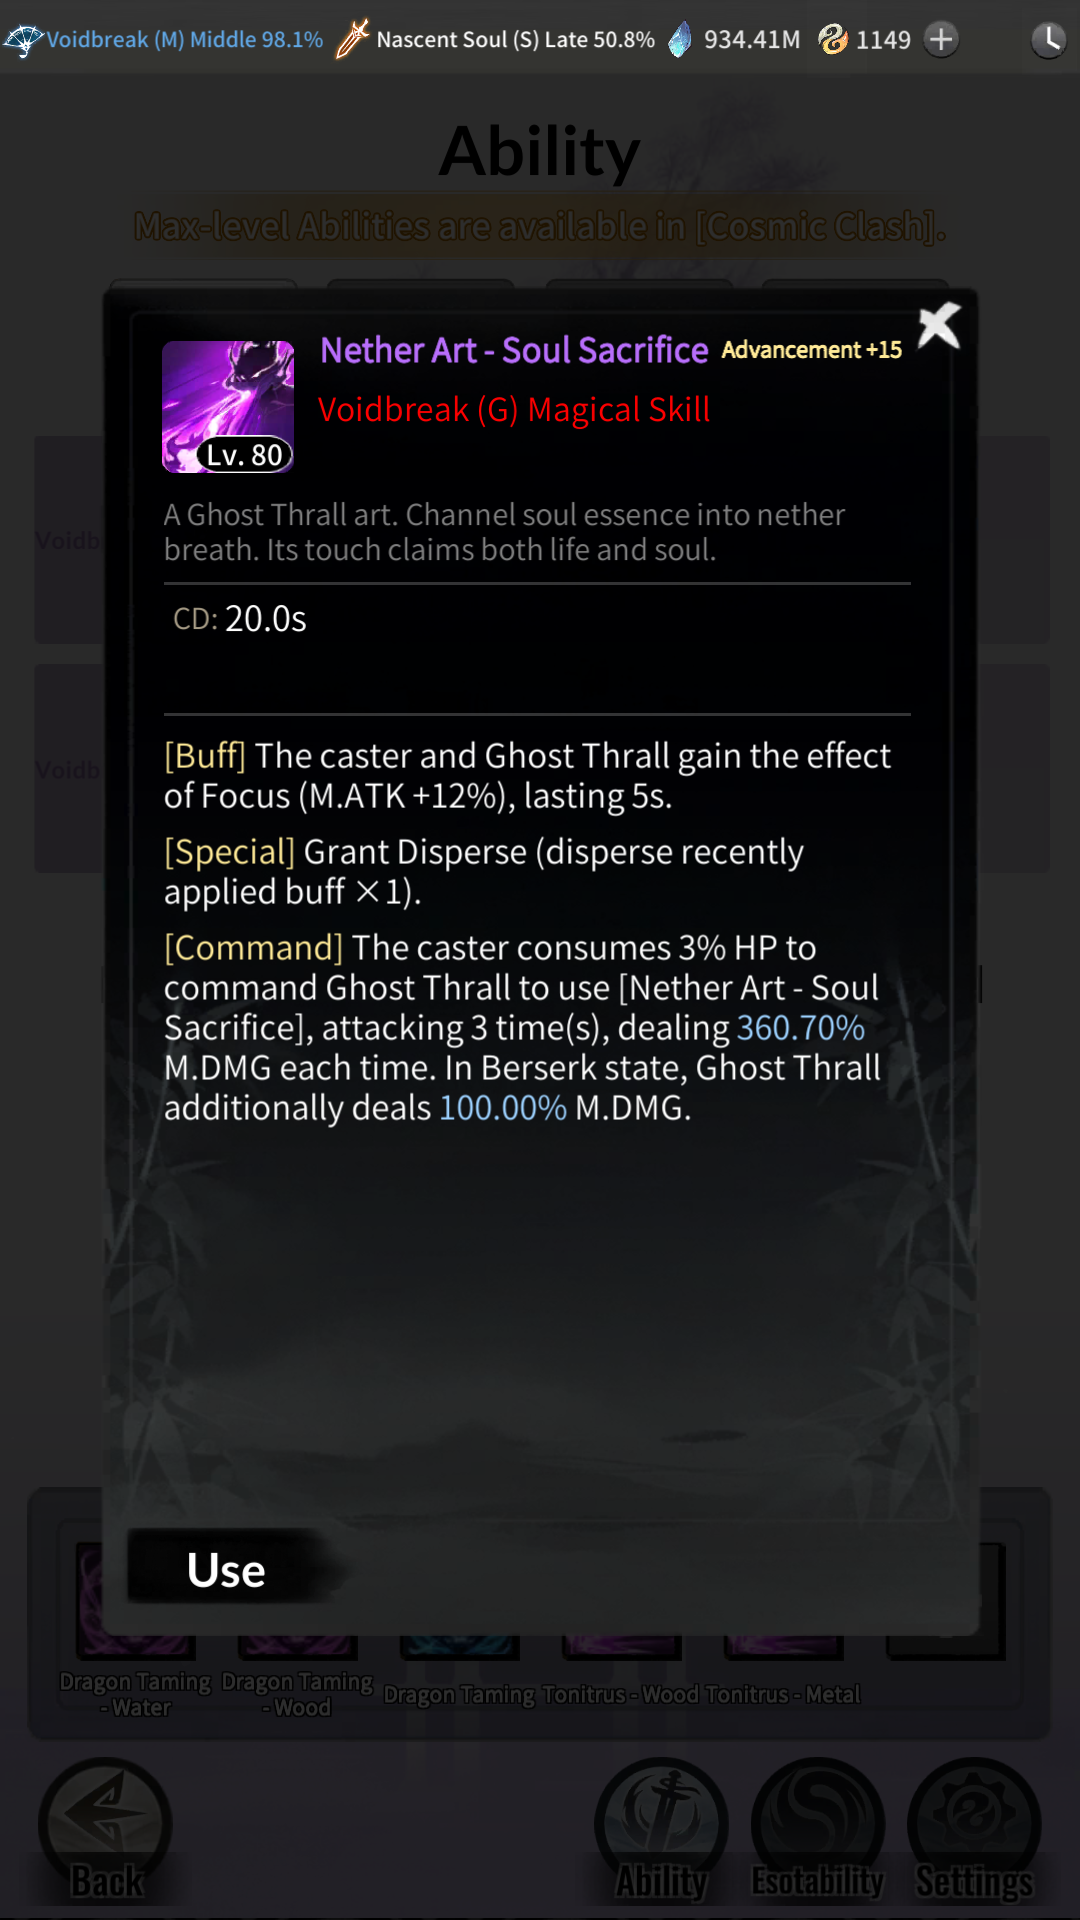 Voidbreak (M) Middle 98.1% Nascent Soul (S) Late 50.8% 934.41M 1149
Ability
Max-level Abilities are available in [Cosmic Clash].
Nether Art - Soul Sacrifice Advancement +15
Voidbreak (G) Magical Skill
Lv. 80
A Ghost Thrall art. Channel soul essence into nether
breath. Its touch claims both life and soul.
CD: 20.0s
[Buff] The caster and Ghost Thrall gain the effect
of Focus (M.ATK +12%), lasting 5s.
[Special] Grant Disperse (disperse recently
applied buff ×1).
[Command] The caster consumes 3% HP to
command Ghost Thrall to use [Nether Art - Soul
Sacrifice], attacking 3 time(s), dealing 360.70%
M.DMG each time. In Berserk state, Ghost Thrall
additionally deals 100.00% M.DMG.
Voidb
Voidb
Use
Dragon Taming
- Water
Dragon Taming
- Wood
Dragon Taming
Tonitrus - Wood
Tonitrus - Metal
Back
Ability
Esotability
Settings